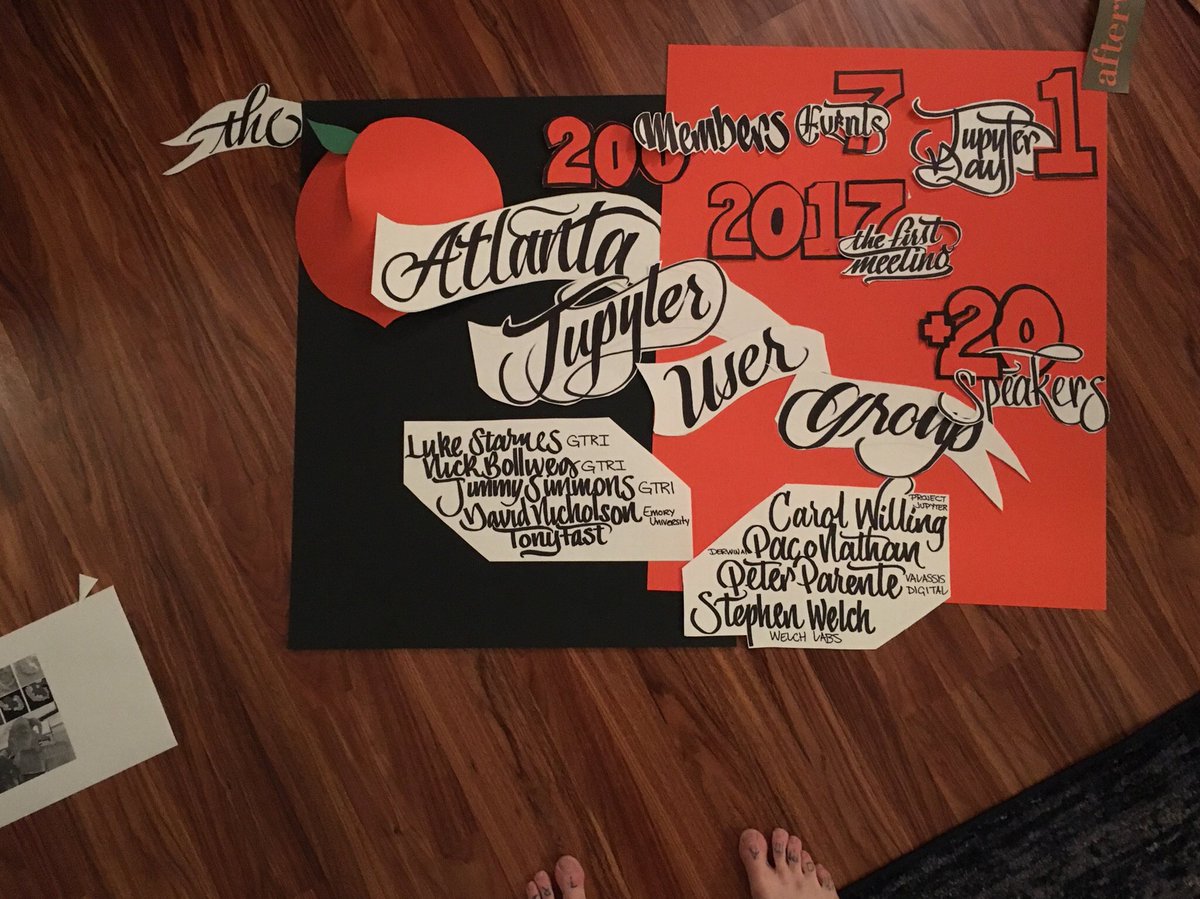 the
200 Members
7 Events
Jupyter Day 1
2017
the first meeting
+20 Speakers
Atlanta
Jupyter
User
Group
Luke Starnes GTRI
Nick Bollweg GTRI
Jimmy Simmons GTRI
David Nicholson Emory University
Tony Fast
Carol Willing PROJECT JUPYTER
DERWIN AI Paco Nathan
Peter Parente VALASSIS DIGITAL
Stephen Welch
WELCH LABS
after